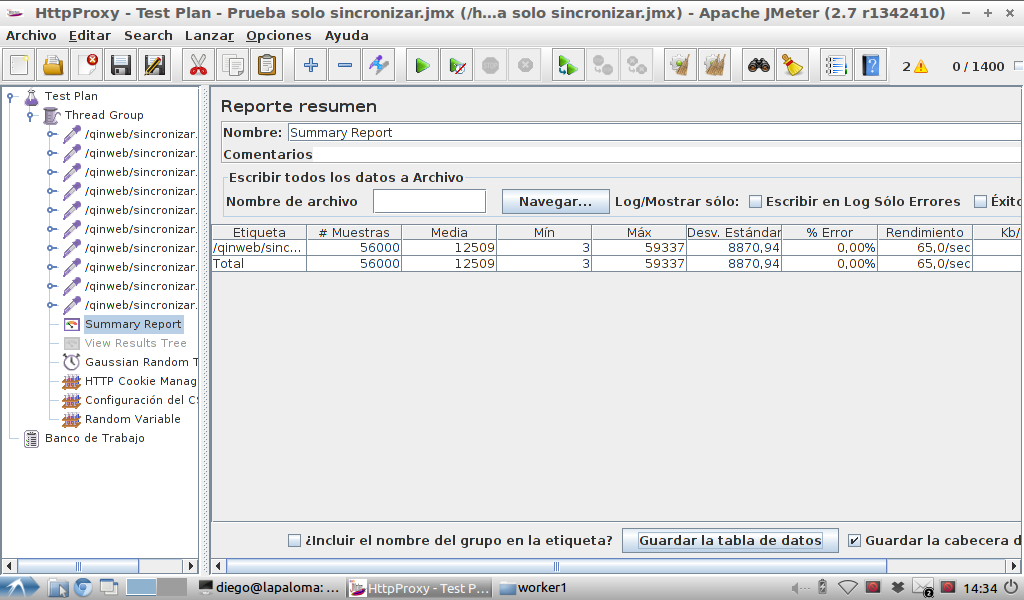 HttpProxy - Test Plan - Prueba solo sincronizar.jmx (/h...a solo sincronizar.jmx) - Apache JMeter (2.7 r1342410)
Archivo Editar Search Lanzar Opciones Ayuda
2 0 / 1400
Test Plan
Thread Group
/qinweb/sincronizar.
/qinweb/sincronizar.
/qinweb/sincronizar.
/qinweb/sincronizar.
/qinweb/sincronizar.
/qinweb/sincronizar.
/qinweb/sincronizar.
/qinweb/sincronizar.
/qinweb/sincronizar.
/qinweb/sincronizar.
Summary Report
View Results Tree
Gaussian Random T
HTTP Cookie Manag
Configuración del CS
Random Variable
Banco de Trabajo
Reporte resumen
Nombre: Summary Report
Comentarios
Escribir todos los datos a Archivo
Nombre de archivo Navegar... Log/Mostrar sólo: Escribir en Log Sólo Errores Éxito
Etiqueta # Muestras Media Mín Máx Desv. Estándar % Error Rendimiento Kb/
/qinweb/sinc... 56000 12509 3 59337 8870,94 0,00% 65,0/sec
Total 56000 12509 3 59337 8870,94 0,00% 65,0/sec
¿Incluir el nombre del grupo en la etiqueta? Guardar la tabla de datos Guardar la cabecera d
diego@lapaloma: ... HttpProxy - Test P... worker1 2 14:34